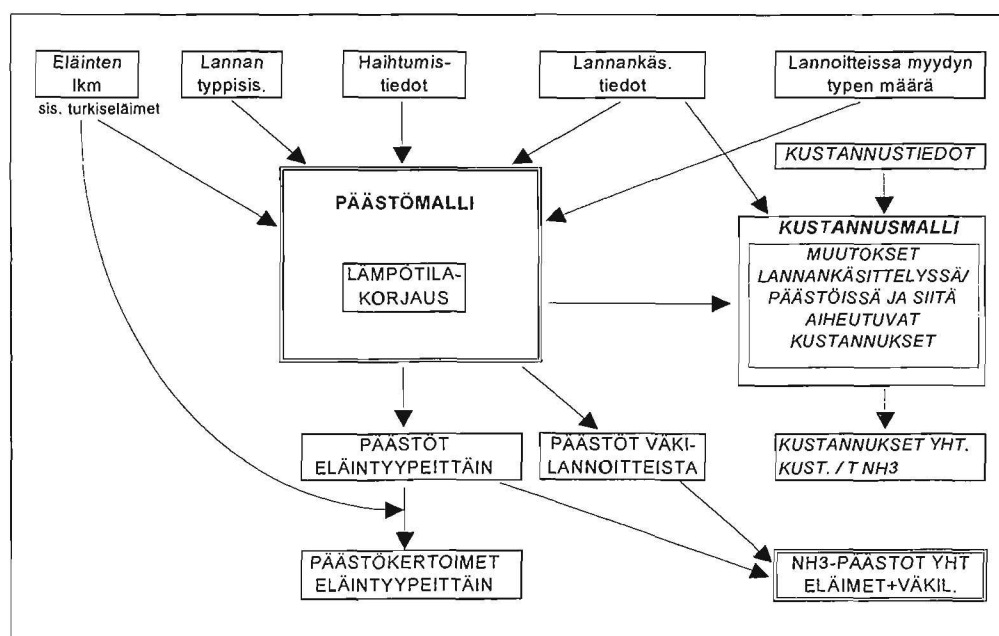 Eläinten
lkm
sis. turkiseläimet
Lannan
typpisis.
Haihtumis-
tiedot
Lannankäs.
tiedot
Lannoitteissa myydyn
typen määrä
KUSTANNUSTIEDOT
PÄÄSTÖMALLI
LÄMPÖTILA-
KORJAUS
KUSTANNUSMALLI
MUUTOKSET
LANNANKÄSITTELYSSÄ/
PÄÄSTÖISSÄ JA SIITÄ
AIHEUTUVAT
KUSTANNUKSET
PÄÄSTÖT
ELÄINTYYPEITTÄIN
PÄÄSTÖT VÄKI-
LANNOITTEISTA
KUSTANNUKSET YHT.
KUST. / T NH3
PÄÄSTÖKERTOIMET
ELÄINTYYPEITTÄIN
NH3-PÄÄSTÖT YHT
ELÄIMET+VÄKIL.